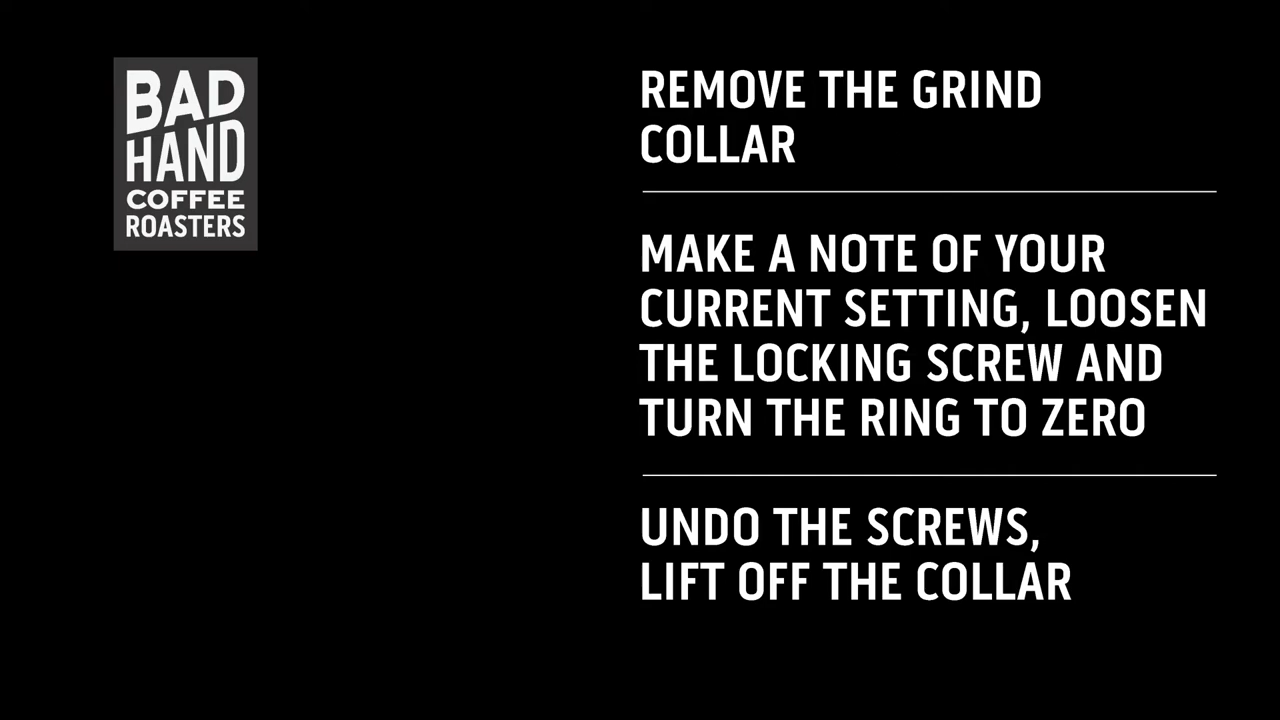 BAD
HAND
COFFEE
ROASTERS
REMOVE THE GRIND
COLLAR
MAKE A NOTE OF YOUR
CURRENT SETTING, LOOSEN
THE LOCKING SCREW AND
TURN THE RING TO ZERO
UNDO THE SCREWS,
LIFT OFF THE COLLAR